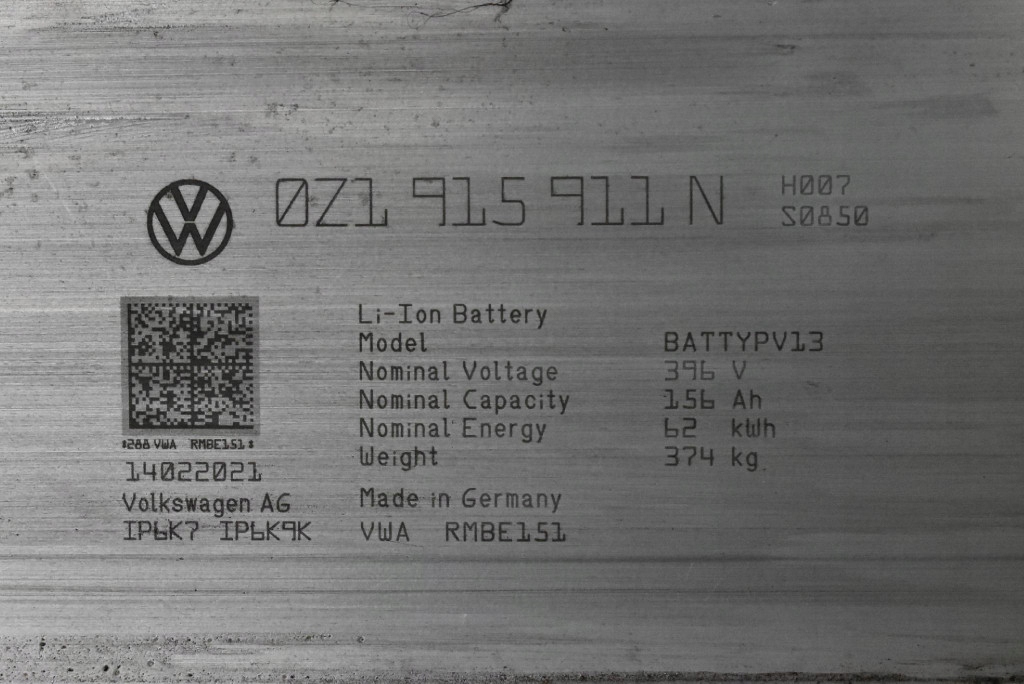 0Z1 915 911 N
H007
S0850
Li-Ion Battery
Model BATTYPV13
Nominal Voltage 396 V
Nominal Capacity 156 Ah
Nominal Energy 62 kWh
Weight 374 kg
Made in Germany
VWA RMBE151
#288 VWA RMBE151#
14022021
Volkswagen AG
IP6K7 IP6K9K